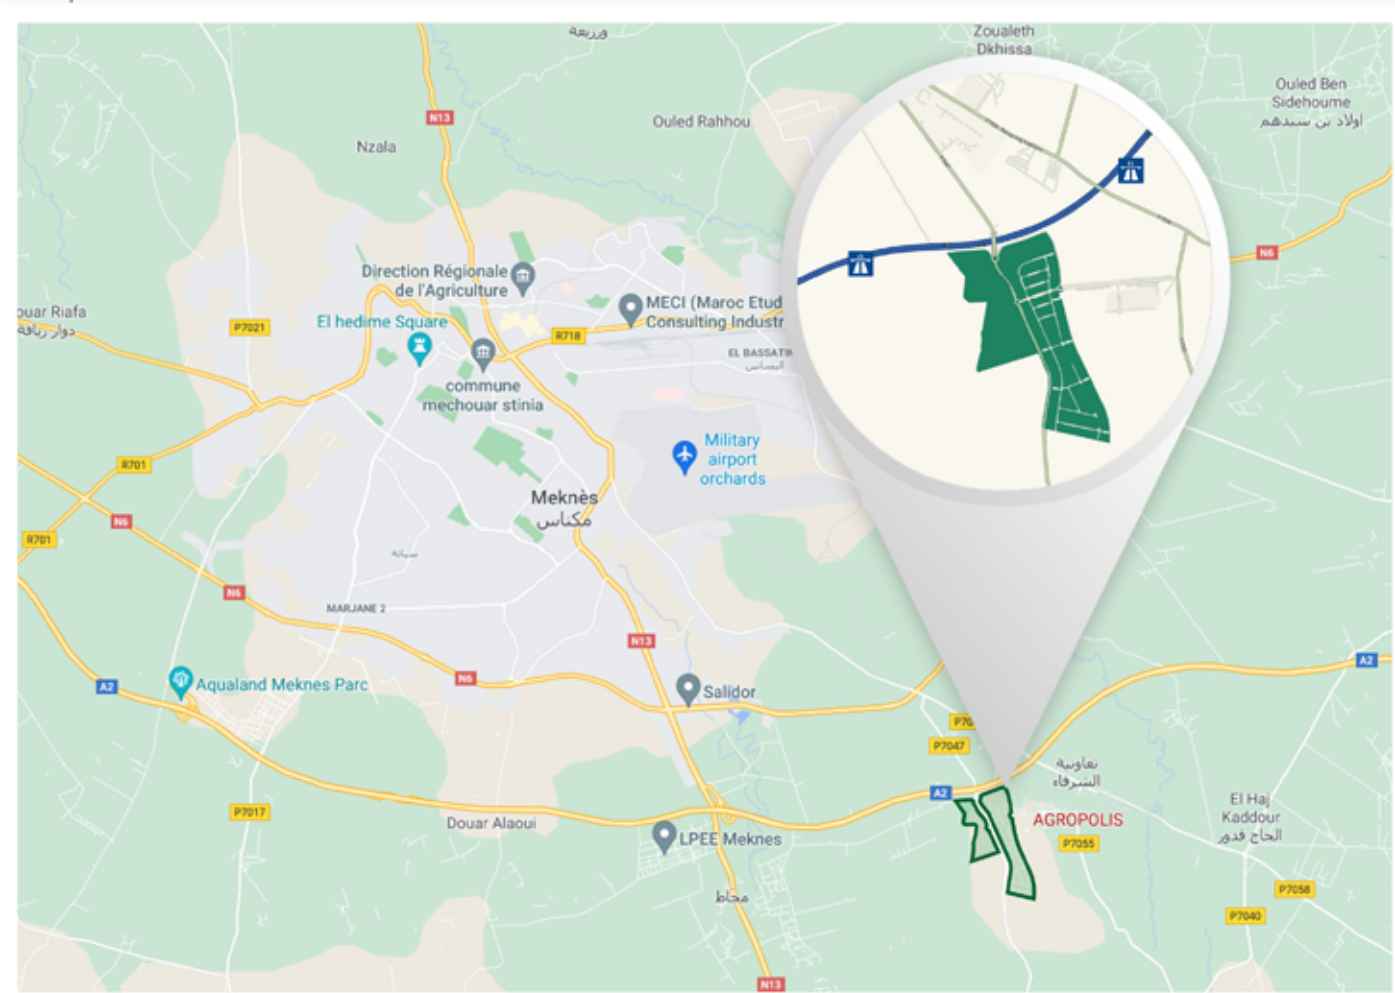 وزريعة
Zoualeth
Dkhissa
Ouled Ben
Sidehoume
اولاد بن سيدهم
N13
Ouled Rahhou
Nzala
N6
Direction Régionale
de l'Agriculture
MECI (Maroc Etud
Consulting Industr
ouar Riafa
دوار ريافة
P7021
El hedime Square
R718
EL BASSATIN
البساتين
commune
mechouar stinia
Military
airport
orchards
R701
Meknès
مكناس
N6
R701
سباتة
N6
MARJANE 2
N13
A2
N6
A2
Aqualand Meknes Parc
Salidor
P70
P7047
تعاونية
الشرفاء
A2
El Haj
Kaddour
الحاج قدور
P7017
Douar Alaoui
AGROPOLIS
LPEE Meknes
P7055
مجاط
P7058
P7040
N13